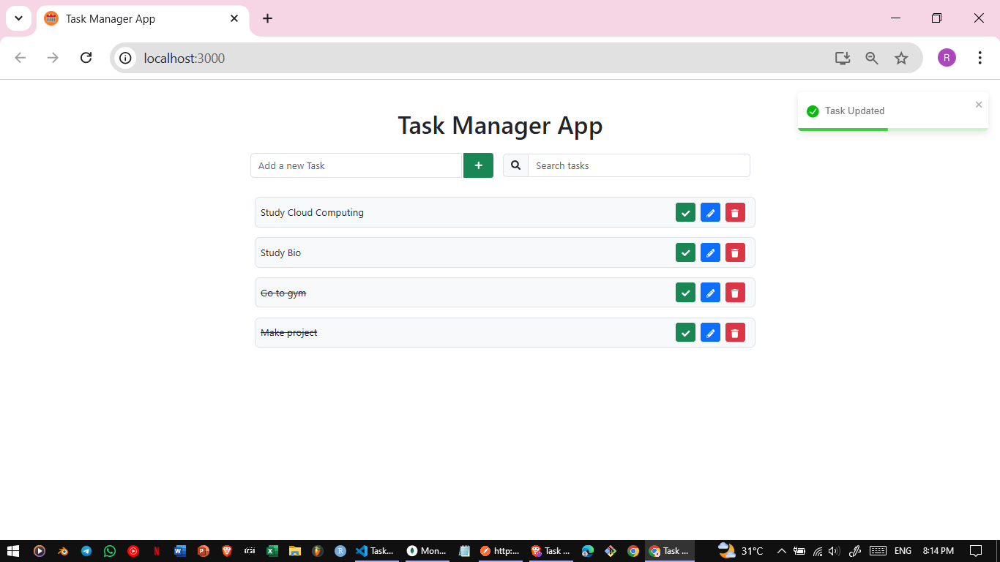 Task Manager App
localhost:3000
R
Task Updated
Task Manager App
Add a new Task
Search tasks
Study Cloud Computing
Study Bio
Go to gym
Make project
Task...
Mon...
http:...
Task ...
Task ...
31°C
ENG
8:14 PM